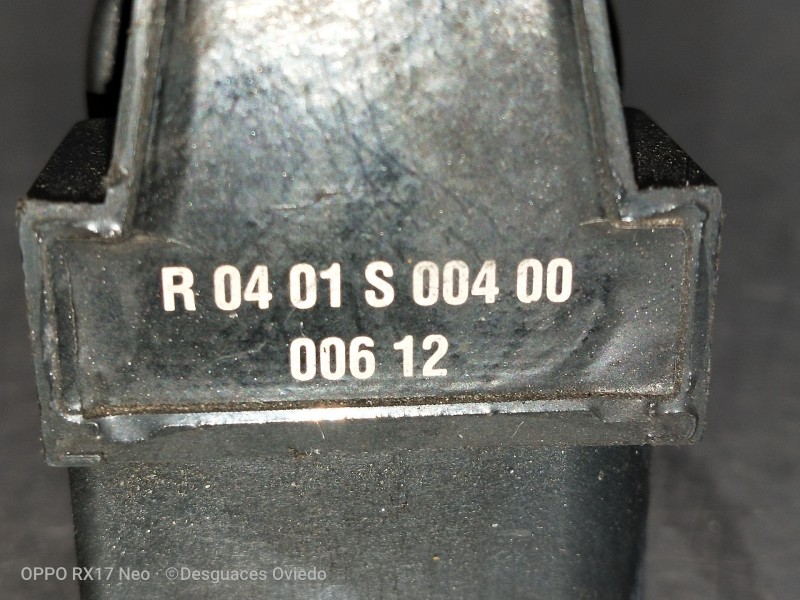 R 04 01 S 004 00
006 12
OPPO RX17 Neo · ©Desguaces Oviedo